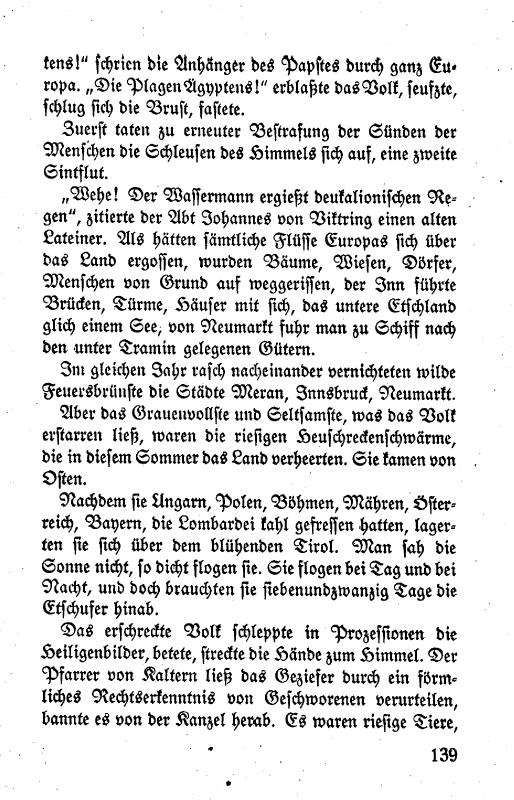 tens!“ schrien die Anhänger des Papstes durch ganz Eu-
ropa. „Die Plagen Ägyptens!“ erblaßte das Volk, seufzte,
schlug sich die Brust, fastete.
Zuerst taten zu erneuter Bestrafung der Sünden der
Menschen die Schleusen des Himmels sich auf, eine zweite
Sintflut.
„Wehe! Der Wassermann ergießt deukalionischen Re-
gen“, zitierte der Abt Johannes von Viktring einen alten
Lateiner. Als hätten sämtliche Flüsse Europas sich über
das Land ergossen, wurden Bäume, Wiesen, Dörfer,
Menschen von Grund auf weggerissen, der Inn führte
Brücken, Türme, Häuser mit sich, das untere Etschland
glich einem See, von Neumarkt fuhr man zu Schiff nach
den unter Tramin gelegenen Gütern.
Im gleichen Jahr rasch nacheinander vernichteten wilde
Feuersbrünste die Städte Meran, Innsbruck, Neumarkt.
Aber das Grauenvollste und Seltsamste, was das Volk
erstarren ließ, waren die riesigen Heuschreckenschwärme,
die in diesem Sommer das Land verheerten. Sie kamen von
Osten.
Nachdem sie Ungarn, Polen, Böhmen, Mähren, Öster-
reich, Bayern, die Lombardei kahl gefressen hatten, lager-
ten sie sich über dem blühenden Tirol. Man sah die
Sonne nicht, so dicht flogen sie. Sie flogen bei Tag und bei
Nacht, und doch brauchten sie siebenundzwanzig Tage die
Etschufer hinab.
Das erschreckte Volk schleppte in Prozessionen die
Heiligenbilder, betete, streckte die Hände zum Himmel. Der
Pfarrer von Kaltern ließ das Geziefer durch ein förm-
liches Rechtserkenntnis von Geschworenen verurteilen,
bannte es von der Kanzel herab. Es waren riesige Tiere,
139